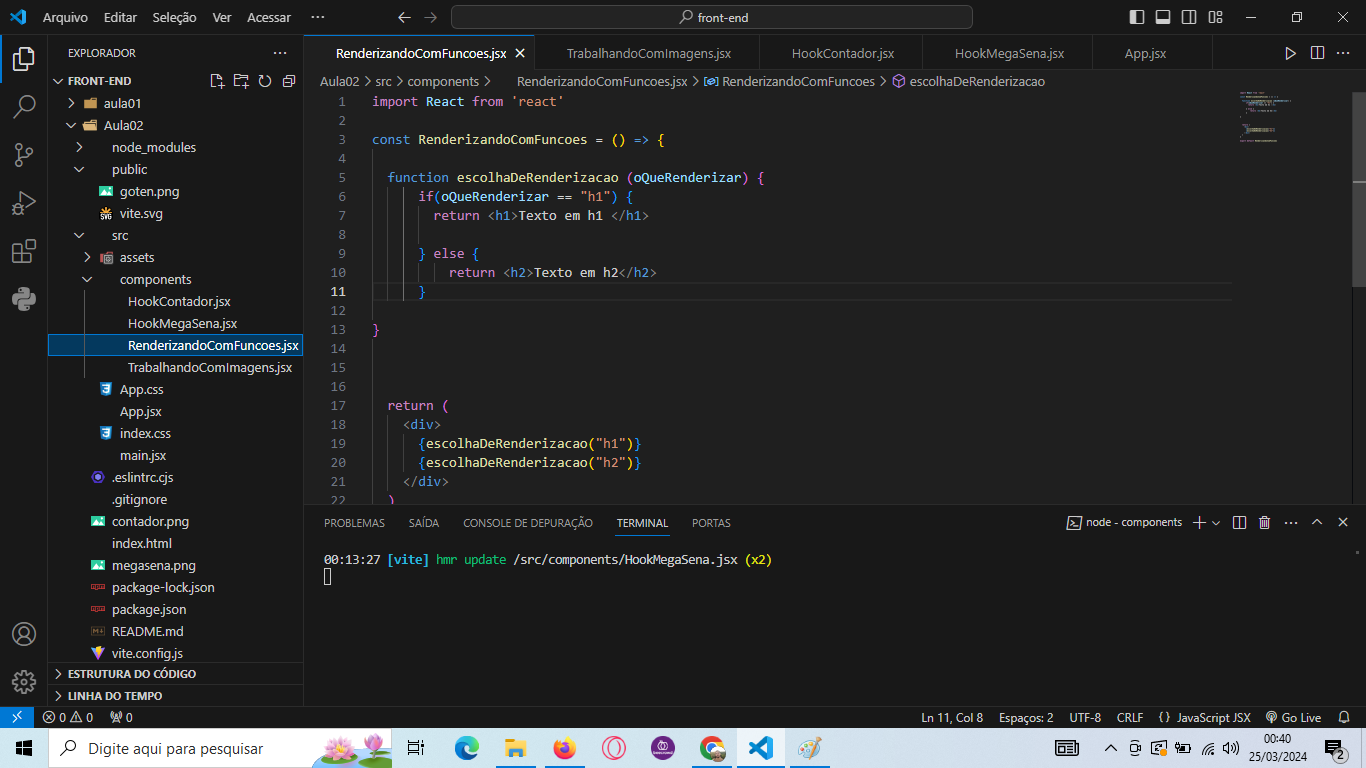 Arquivo Editar Seleção Ver Acessar ··· front-end
EXPLORADOR ···
FRONT-END
aula01
Aula02
node_modules
public
goten.png
vite.svg
src
assets
components
HookContador.jsx
HookMegaSena.jsx
RenderizandoComFuncoes.jsx
TrabalhandoComImagens.jsx
App.css
App.jsx
index.css
main.jsx
.eslintrc.cjs
.gitignore
contador.png
index.html
megasena.png
package-lock.json
package.json
README.md
vite.config.js
ESTRUTURA DO CÓDIGO
LINHA DO TEMPO
RenderizandoComFuncoes.jsx TrabalhandoComImagens.jsx HookContador.jsx HookMegaSena.jsx App.jsx
Aula02 > src > components > RenderizandoComFuncoes.jsx > RenderizandoComFuncoes > escolhaDeRenderizacao
1 import React from 'react'
2
3 const RenderizandoComFuncoes = () => {
4
5 function escolhaDeRenderizacao (oQueRenderizar) {
6 if(oQueRenderizar == "h1") {
7 return <h1>Texto em h1 </h1>
8
9 } else {
10 return <h2>Texto em h2</h2>
11 }
12
13 }
14
15
16
17 return (
18 <div>
19 {escolhaDeRenderizacao("h1")}
20 {escolhaDeRenderizacao("h2")}
21 </div>
22 )
PROBLEMAS SAÍDA CONSOLE DE DEPURAÇÃO TERMINAL PORTAS node - components
00:13:27 [vite] hmr update /src/components/HookMegaSena.jsx (x2)
0 0 0 Ln 11, Col 8 Espaços: 2 UTF-8 CRLF {} JavaScript JSX Go Live
Digite aqui para pesquisar
00:40
25/03/2024
2